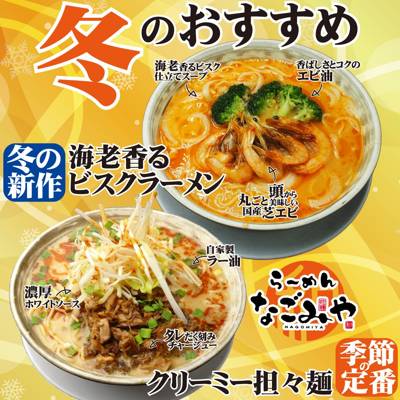 冬のおすすめ
海老香るビスク
仕立てスープ
香ばしさとコクの
エビ油
冬の
新作
海老香る
ビスクラーメン
頭から
丸ごと美味しい
国産芝エビ
自家製
ラー油
濃厚
ホワイトソース
タレだく刻み
チャーシュー
らーめん
なごみや
NAGOMIYA
季節
の定番
クリーミー担々麺